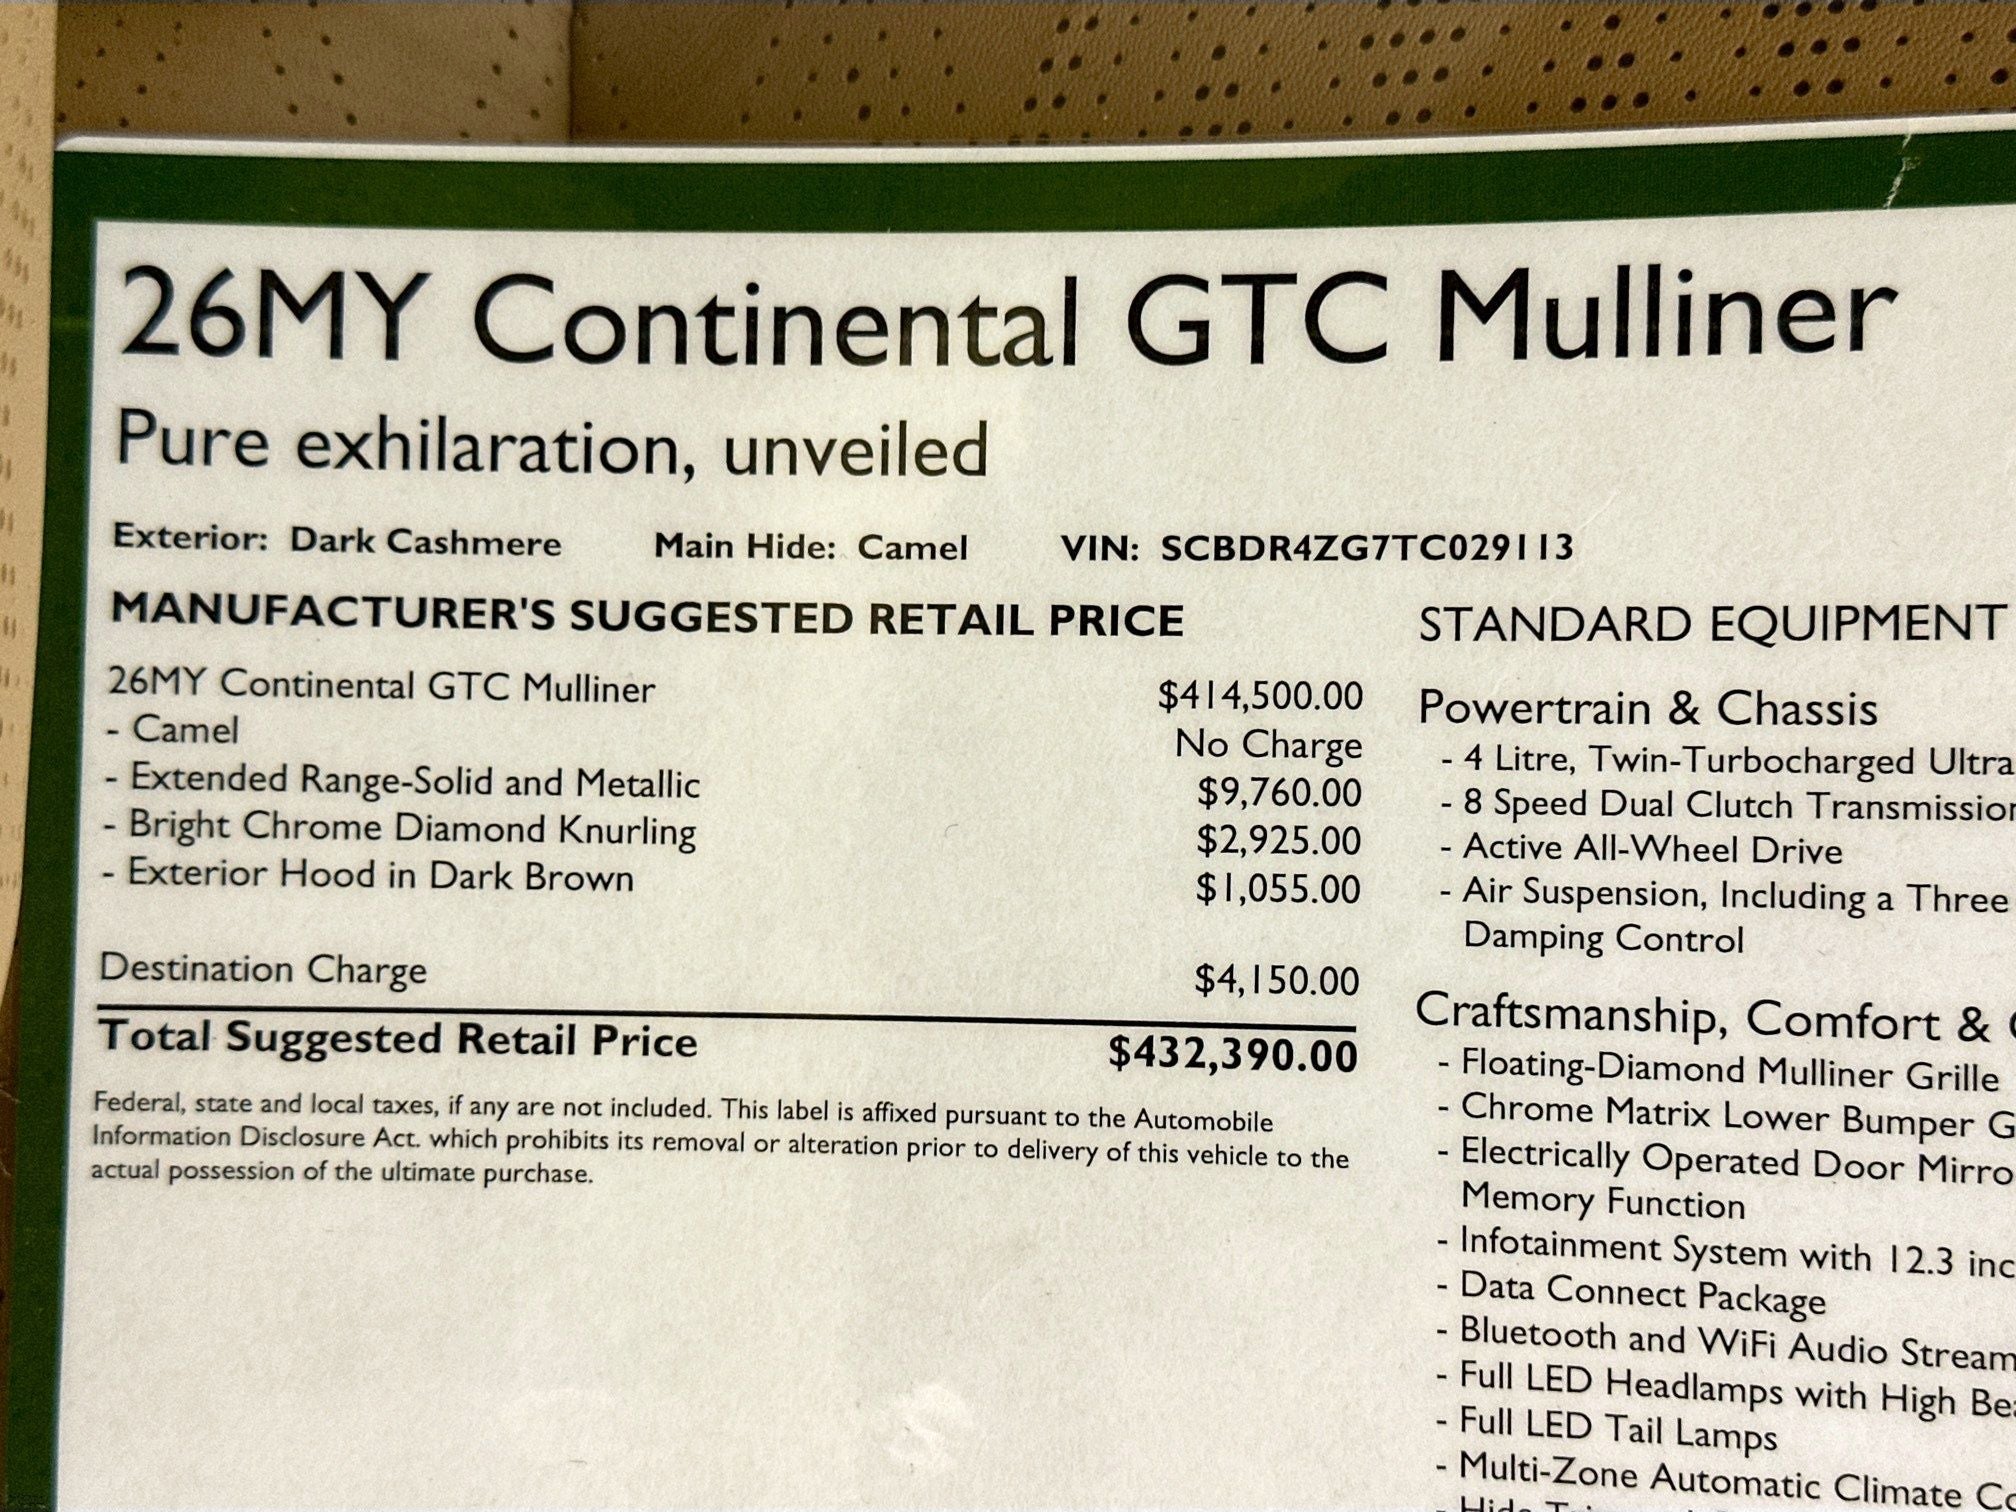 26MY Continental GTC Mulliner
Pure exhilaration, unveiled
Exterior: Dark Cashmere Main Hide: Camel VIN: SCBDR4ZG7TC029113
MANUFACTURER'S SUGGESTED RETAIL PRICE
26MY Continental GTC Mulliner $414,500.00
- Camel No Charge
- Extended Range-Solid and Metallic $9,760.00
- Bright Chrome Diamond Knurling $2,925.00
- Exterior Hood in Dark Brown $1,055.00
Destination Charge $4,150.00
Total Suggested Retail Price $432,390.00
Federal, state and local taxes, if any are not included. This label is affixed pursuant to the Automobile
Information Disclosure Act. which prohibits its removal or alteration prior to delivery of this vehicle to the
actual possession of the ultimate purchase.
STANDARD EQUIPMENT
Powertrain & Chassis
- 4 Litre, Twin-Turbocharged Ultra
- 8 Speed Dual Clutch Transmission
- Active All-Wheel Drive
- Air Suspension, Including a Three
Damping Control
Craftsmanship, Comfort &
- Floating-Diamond Mulliner Grille
- Chrome Matrix Lower Bumper G
- Electrically Operated Door Mirro
Memory Function
- Infotainment System with 12.3 inc
- Data Connect Package
- Bluetooth and WiFi Audio Stream
- Full LED Headlamps with High Bea
- Full LED Tail Lamps
- Multi-Zone Automatic Climate Co